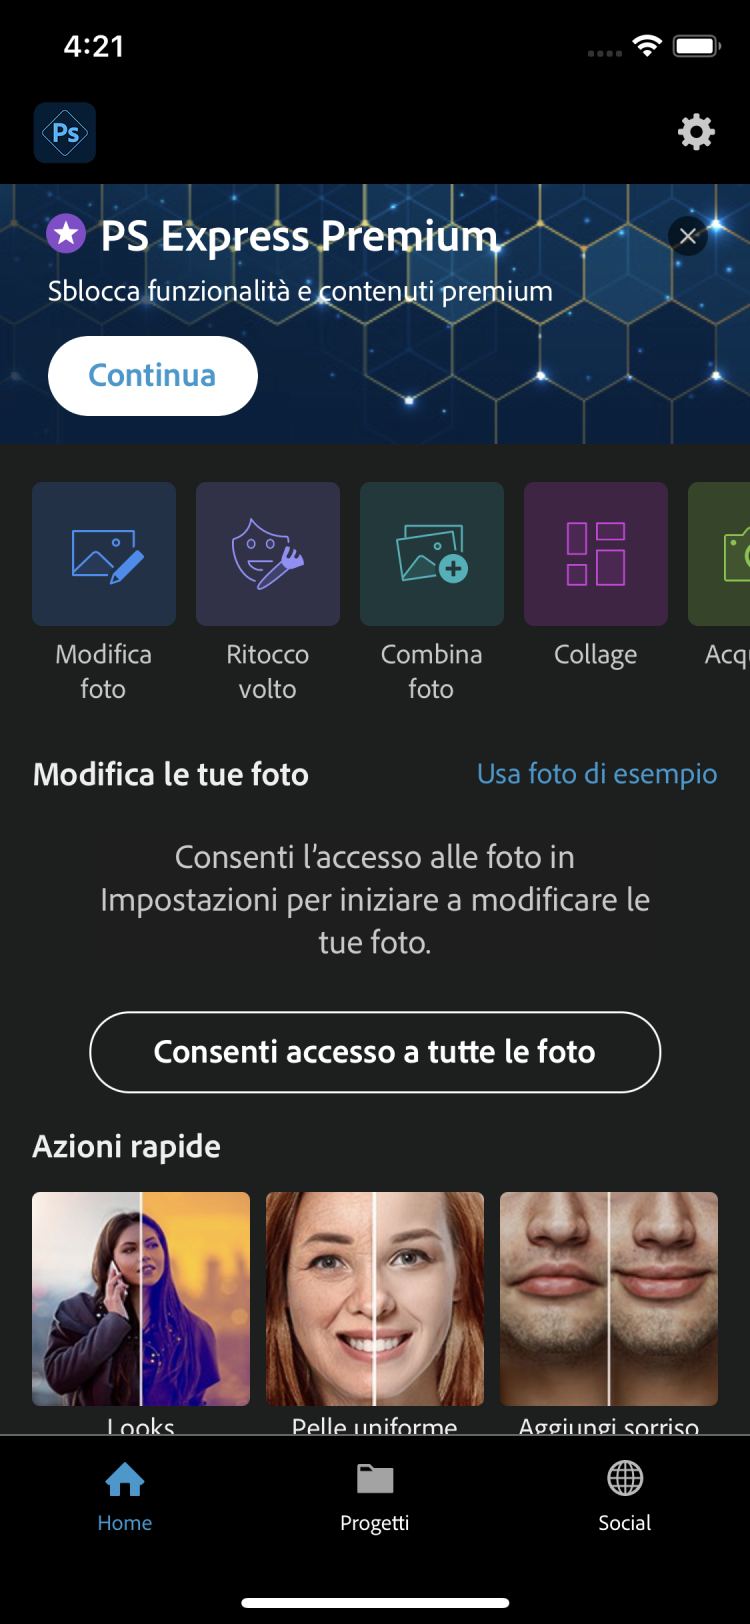 4:21
Ps
PS Express Premium
Sblocca funzionalità e contenuti premium
Continua
Modifica
foto
Ritocco
volto
Combina
foto
Collage
Modifica le tue foto
Usa foto di esempio
Consenti l’accesso alle foto in
Impostazioni per iniziare a modificare le
tue foto.
Consenti accesso a tutte le foto
Azioni rapide
Looks
Pelle uniforme
Aggiungi sorriso
Home
Progetti
Social